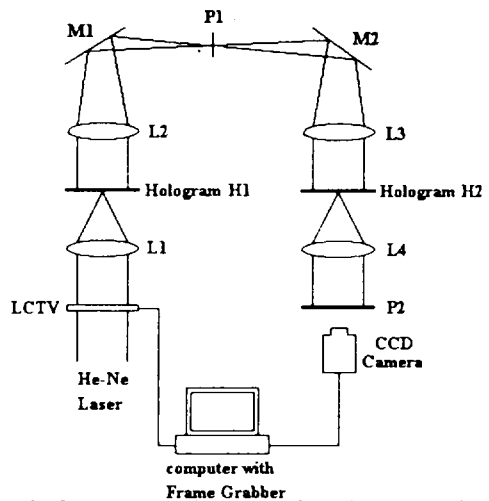 P1
M1
M2
L2
L3
Hologram H1
Hologram H2
L1
L4
LCTV
P2
CCD
Camera
He-Ne
Laser
computer with
Frame Grabber